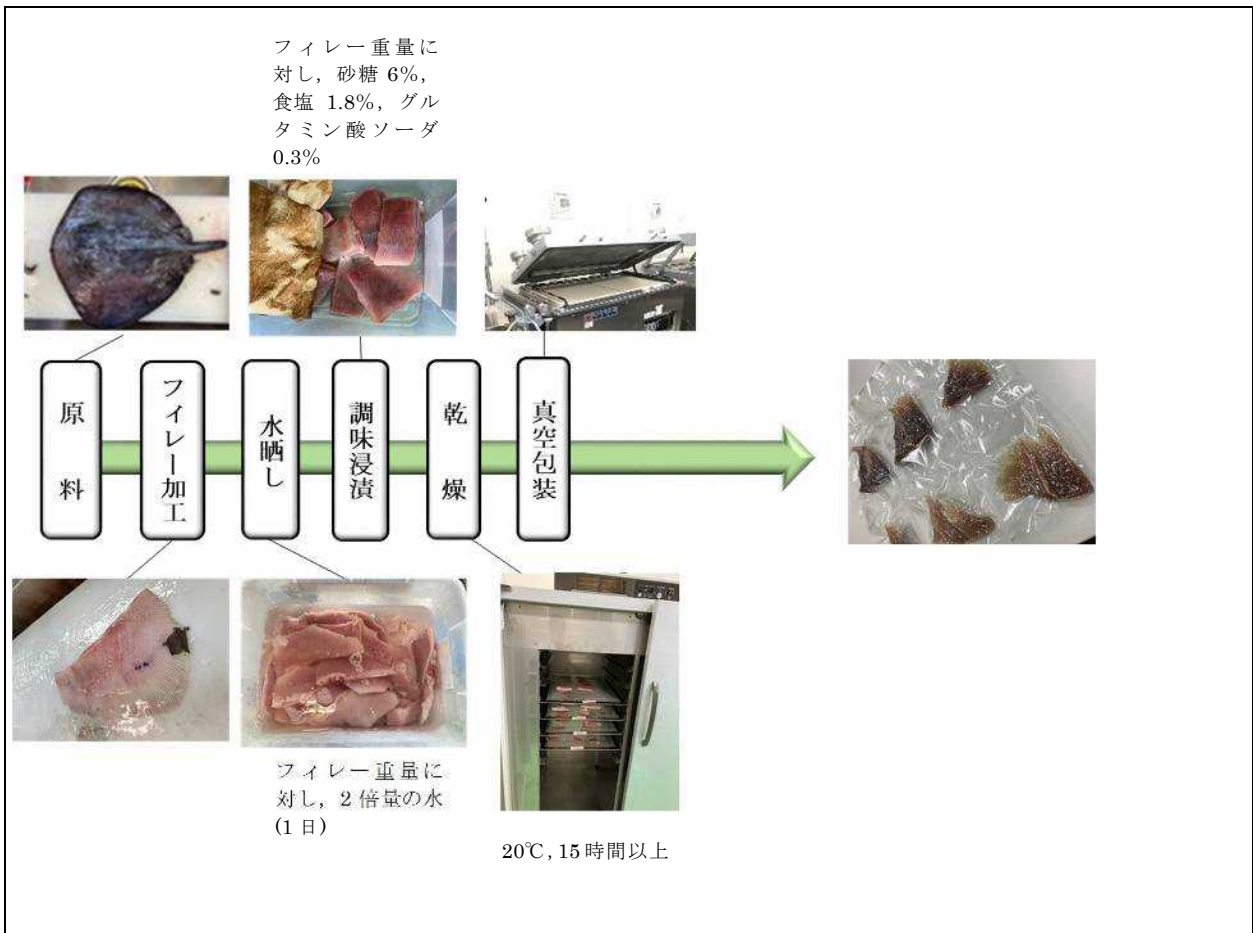 フィレー重量に
対し，砂糖 6%，
食塩 1.8%，グル
タミン酸ソーダ
0.3%
原料
フィレー加工
水晒し
調味浸漬
乾燥
真空包装
フィレー重量に
対し，2 倍量の水
(1 日)
20℃，15 時間以上